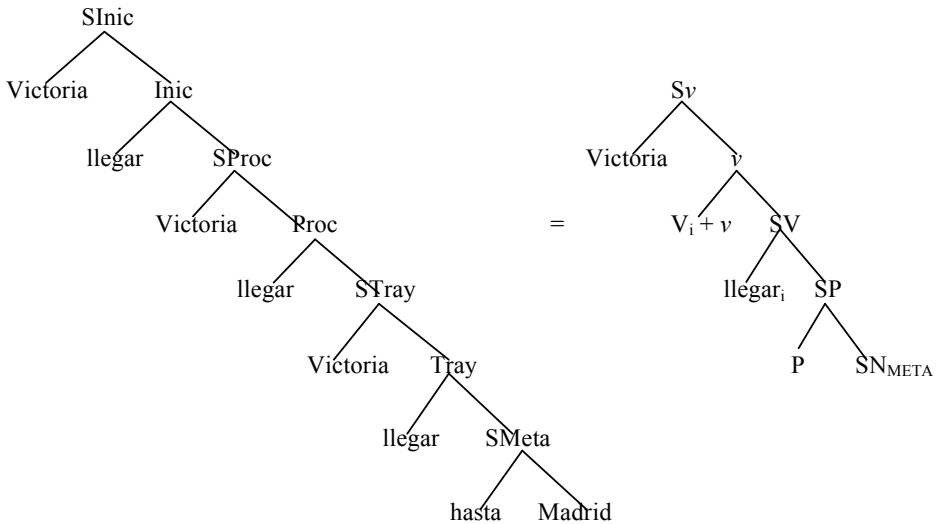 SInic
Victoria Inic Sv
llegar SProc Victoria v
Victoria Proc = Vi + v SV
llegar STray llegari SP
Victoria Tray P SNMETA
llegar SMeta
hasta Madrid